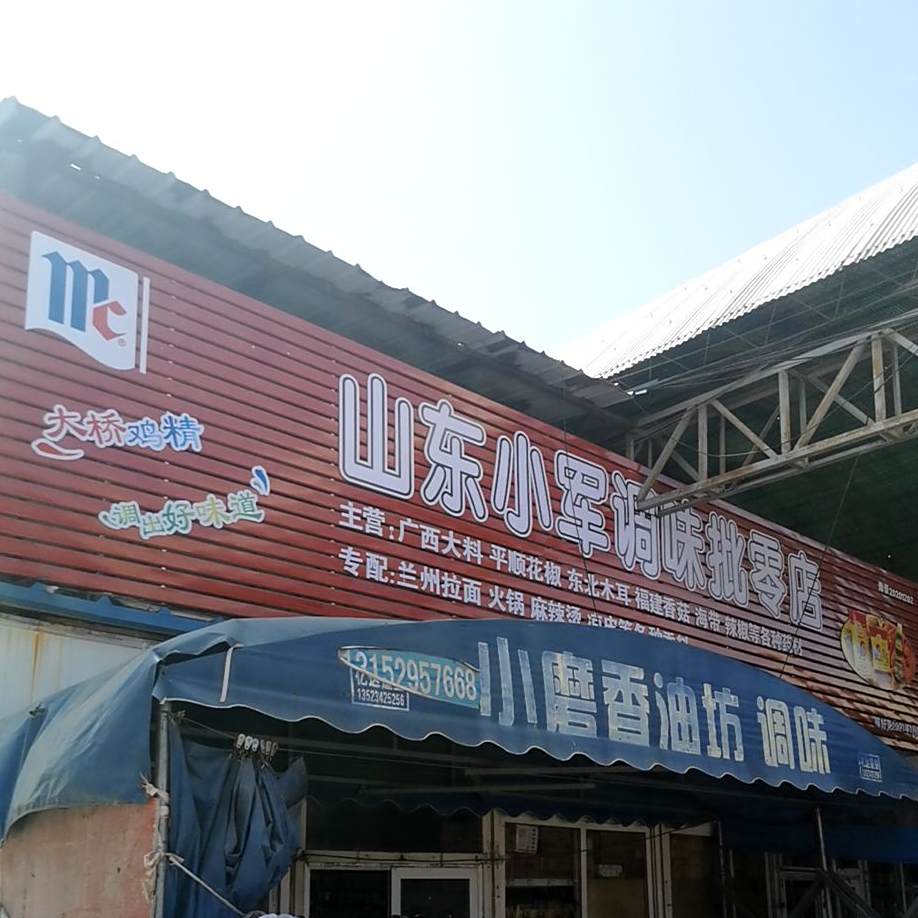 mc
大桥鸡精
调出好味道
山东小军调味批零店
主营:广西大料 平顺花椒 东北木耳 福建香菇 海带 辣椒等各种香料
专配:兰州拉面 火锅 麻辣烫
2152957668
13523425256
小磨香油坊 调味